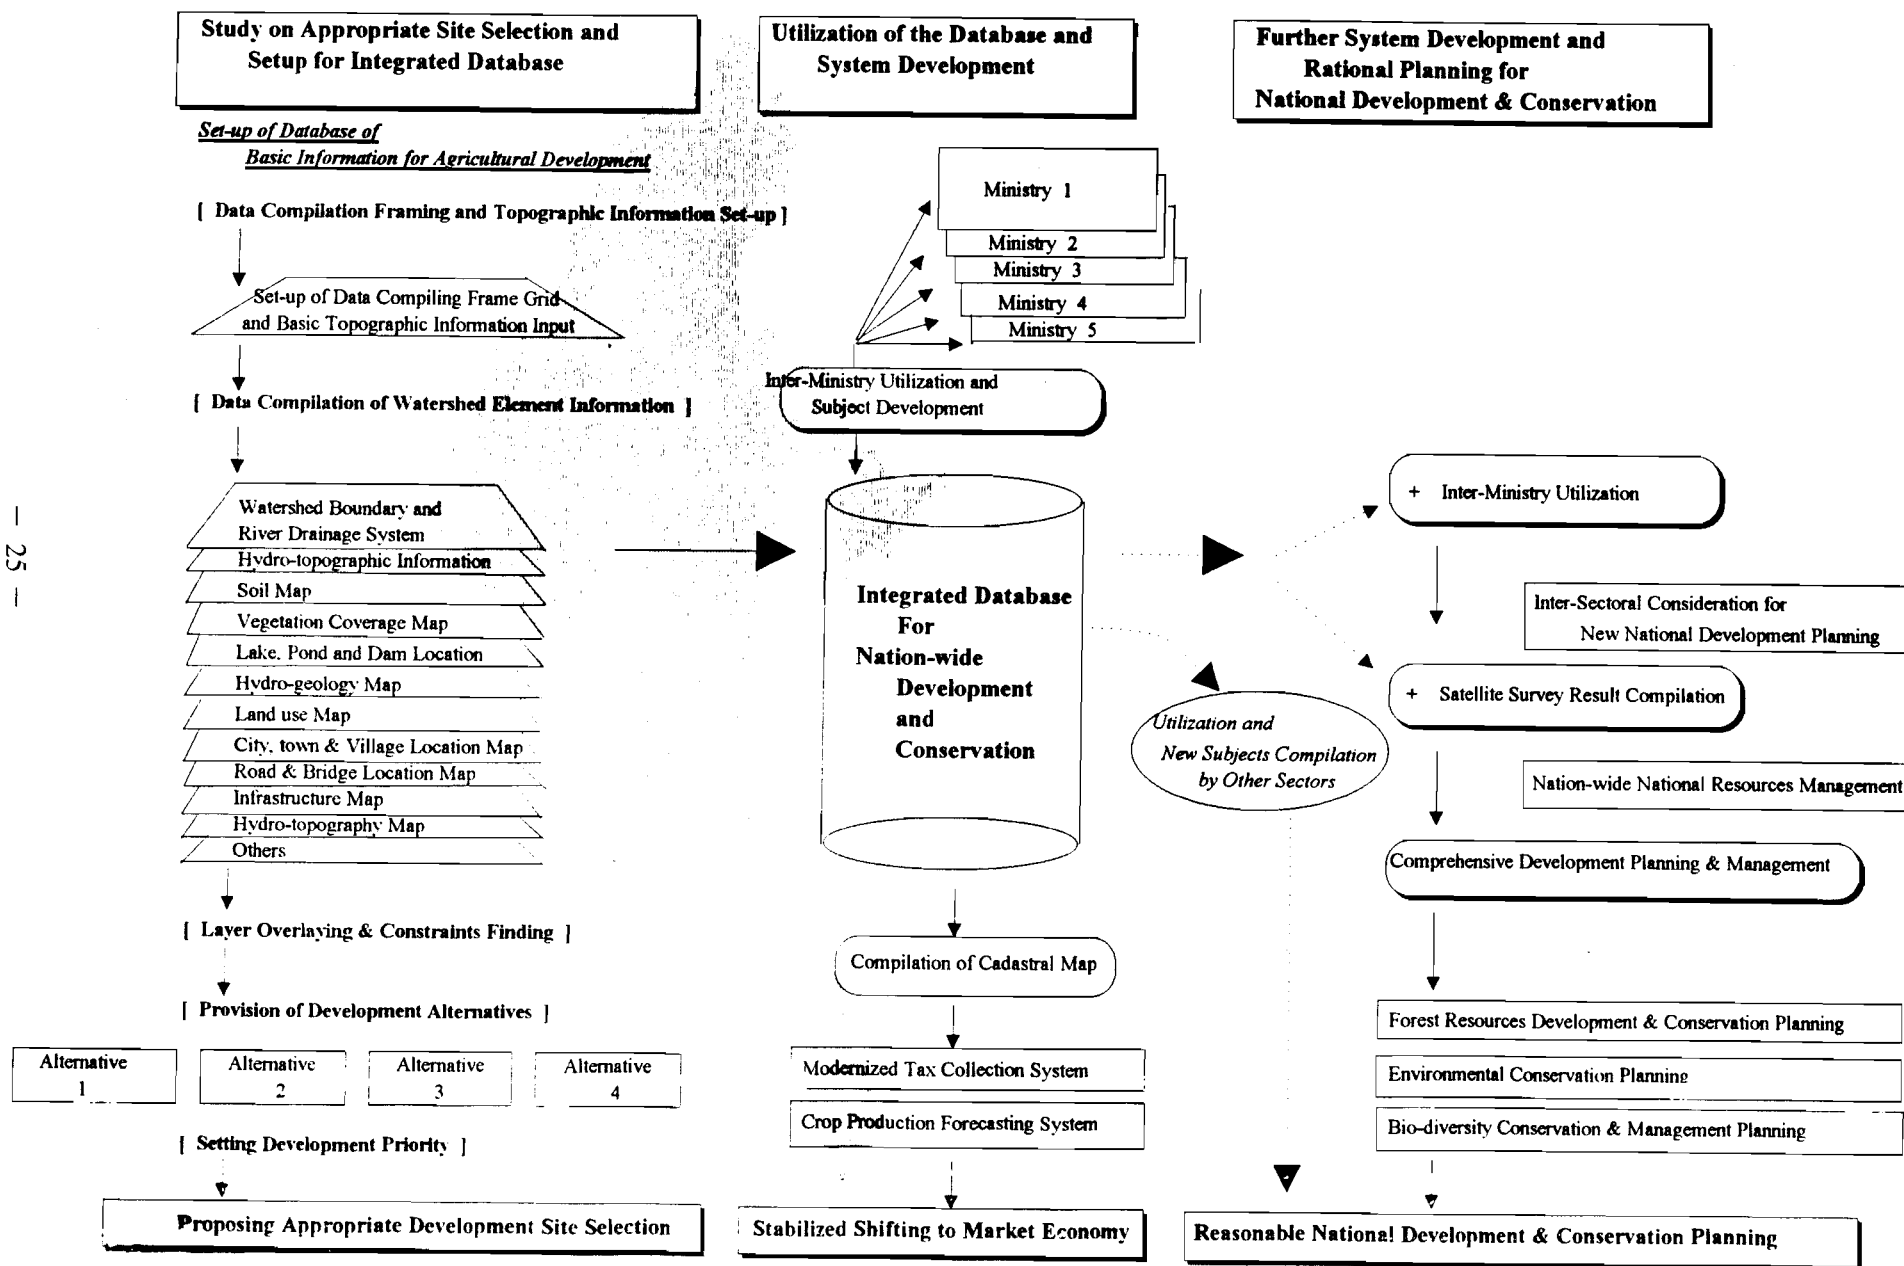 Study on Appropriate Site Selection and
Setup for Integrated Database
Set-up of Database of
Basic Information for Agricultural Development
[ Data Compilation Framing and Topographic Information Set-up ]
Set-up of Data Compiling Frame Grid
and Basic Topographic Information Input
[ Data Compilation of Watershed Element Information ]
Watershed Boundary and
River Drainage System
Hydro-topographic Information
Soil Map
Vegetation Coverage Map
Lake, Pond and Dam Location
Hydro-geology Map
Land use Map
City, town & Village Location Map
Road & Bridge Location Map
Infrastructure Map
Hydro-topography Map
Others
[ Layer Overlaying & Constraints Finding ]
[ Provision of Development Alternatives ]
Alternative
1
Alternative
2
Alternative
3
Alternative
4
[ Setting Development Priority ]
Proposing Appropriate Development Site Selection
Utilization of the Database and
System Development
Ministry 1
Ministry 2
Ministry 3
Ministry 4
Ministry 5
Inter-Ministry Utilization and
Subject Development
Integrated Database
For
Nation-wide
Development
and
Conservation
Compilation of Cadastral Map
Modernized Tax Collection System
Crop Production Forecasting System
Stabilized Shifting to Market Economy
Further System Development and
Rational Planning for
National Development & Conservation
+ Inter-Ministry Utilization
Inter-Sectoral Consideration for
New National Development Planning
+ Satellite Survey Result Compilation
Utilization and
New Subjects Compilation
by Other Sectors
Nation-wide National Resources Management
Comprehensive Development Planning & Management
Forest Resources Development & Conservation Planning
Environmental Conservation Planning
Bio-diversity Conservation & Management Planning
Reasonable National Development & Conservation Planning
— 25 —